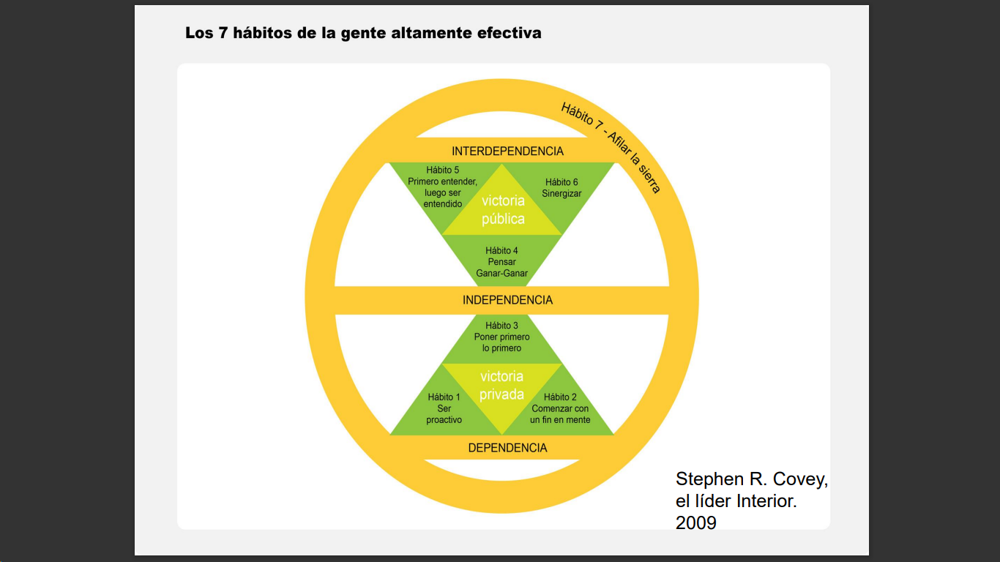 Los 7 hábitos de la gente altamente efectiva
Hábito 7 - Afilar la sierra
INTERDEPENDENCIA
Hábito 5
Primero entender,
luego ser
entendido
victoria
pública
Hábito 6
Sinergizar
Hábito 4
Pensar
Ganar-Ganar
INDEPENDENCIA
Hábito 3
Poner primero
lo primero
victoria
privada
Hábito 1
Ser
proactivo
Hábito 2
Comenzar con
un fin en mente
DEPENDENCIA
Stephen R. Covey,
el líder Interior.
2009